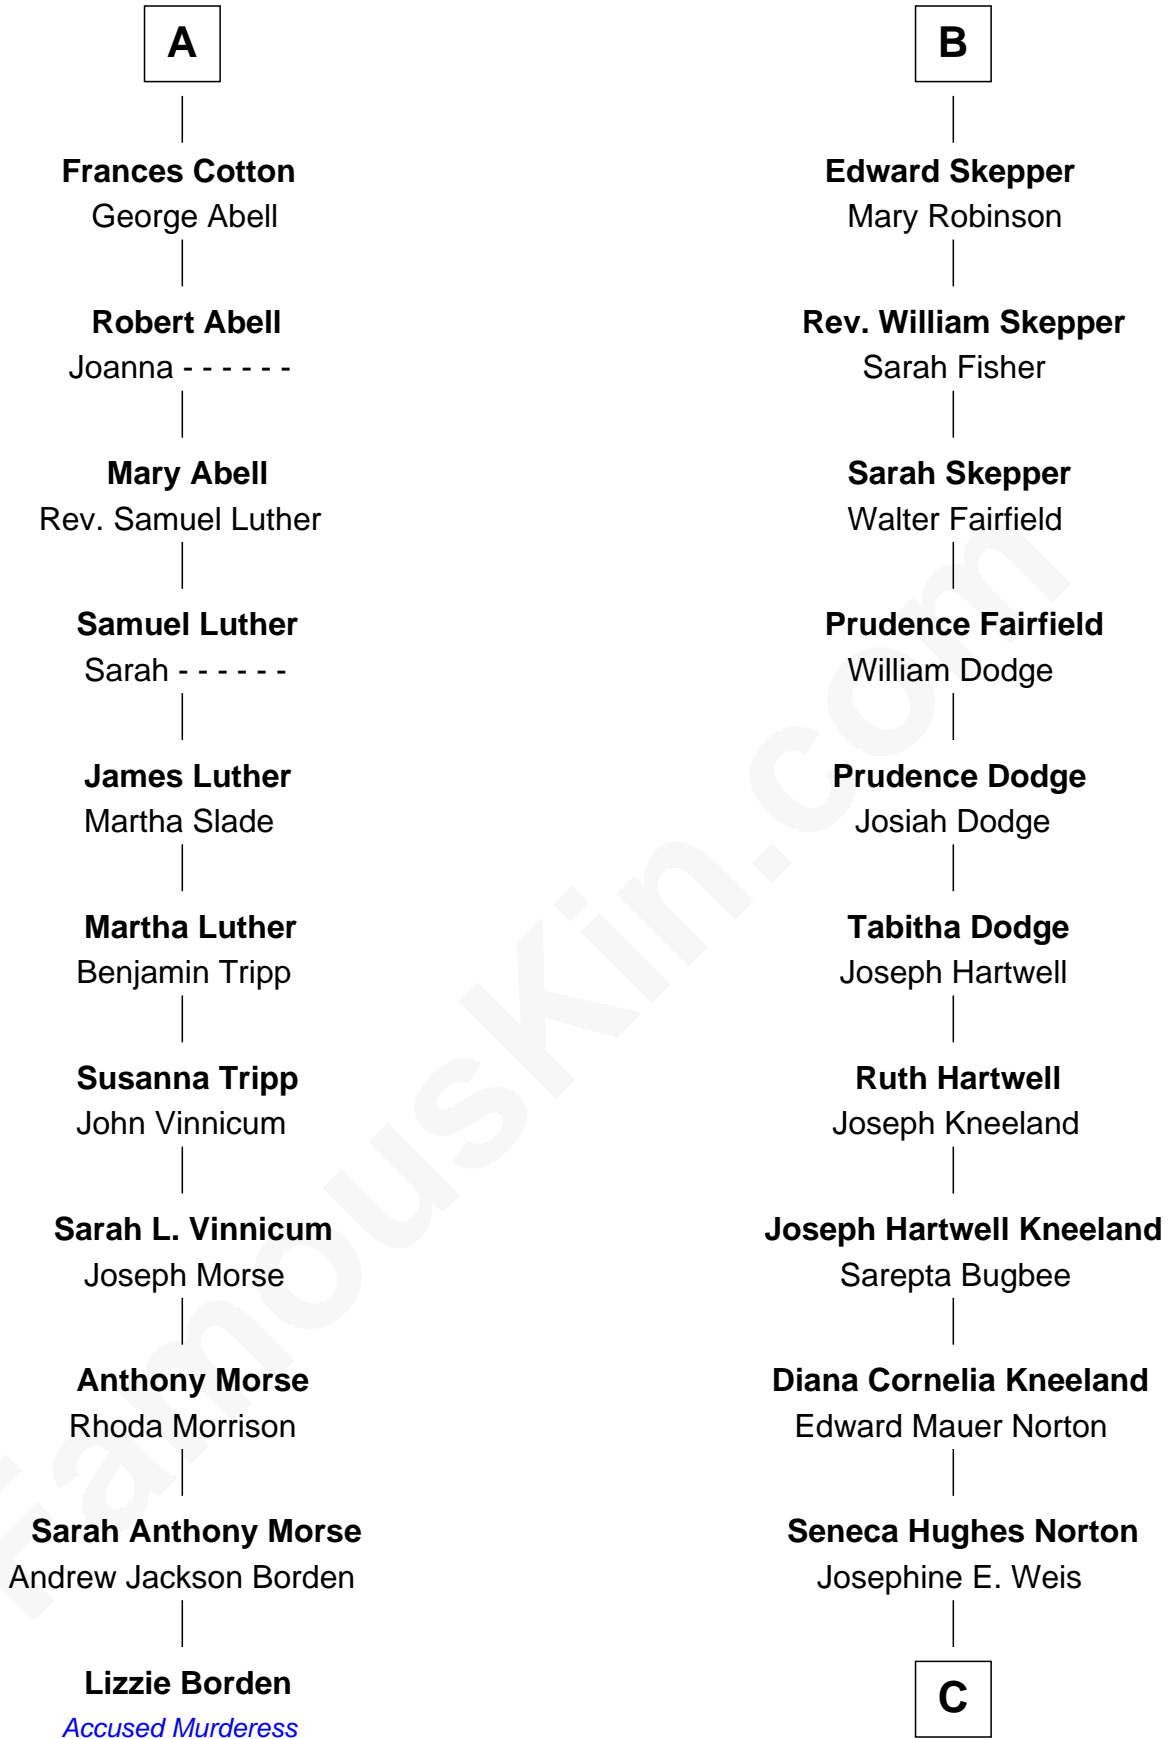 A
Frances Cotton
George Abell
Robert Abell
Joanna - - - - - -
Mary Abell
Rev. Samuel Luther
Samuel Luther
Sarah - - - - - -
James Luther
Martha Slade
Martha Luther
Benjamin Tripp
Susanna Tripp
John Vinnicum
Sarah L. Vinnicum
Joseph Morse
Anthony Morse
Rhoda Morrison
Sarah Anthony Morse
Andrew Jackson Borden
Lizzie Borden
Accused Murderess
B
Edward Skepper
Mary Robinson
Rev. William Skepper
Sarah Fisher
Sarah Skepper
Walter Fairfield
Prudence Fairfield
William Dodge
Prudence Dodge
Josiah Dodge
Tabitha Dodge
Joseph Hartwell
Ruth Hartwell
Joseph Kneeland
Joseph Hartwell Kneeland
Sarepta Bugbee
Diana Cornelia Kneeland
Edward Mauer Norton
Seneca Hughes Norton
Josephine E. Weis
C
FamousKin.com